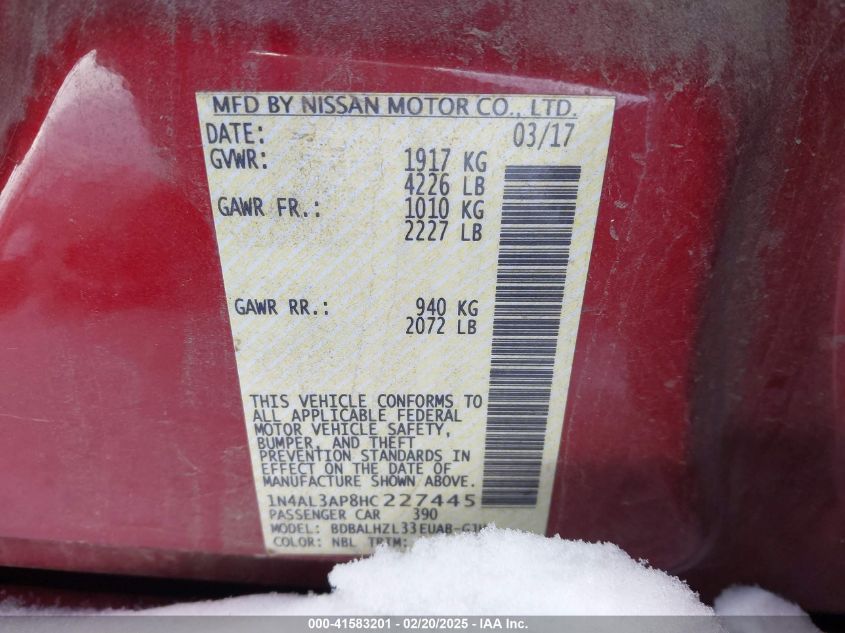 MFD BY NISSAN MOTOR CO., LTD.
DATE: 03/17
GVWR: 1917 KG
4226 LB
GAWR FR.: 1010 KG
2227 LB
GAWR RR.: 940 KG
2072 LB
THIS VEHICLE CONFORMS TO
ALL APPLICABLE FEDERAL
MOTOR VEHICLE SAFETY,
BUMPER, AND THEFT
PREVENTION STANDARDS IN
EFFECT ON THE DATE OF
MANUFACTURE SHOWN ABOVE.
1N4AL3AP8HC227445
PASSENGER CAR 390
MODEL: BDBALHZL33EUAB-GJ
COLOR: NBL TRIM:
000-41583201 - 02/20/2025 - IAA Inc.